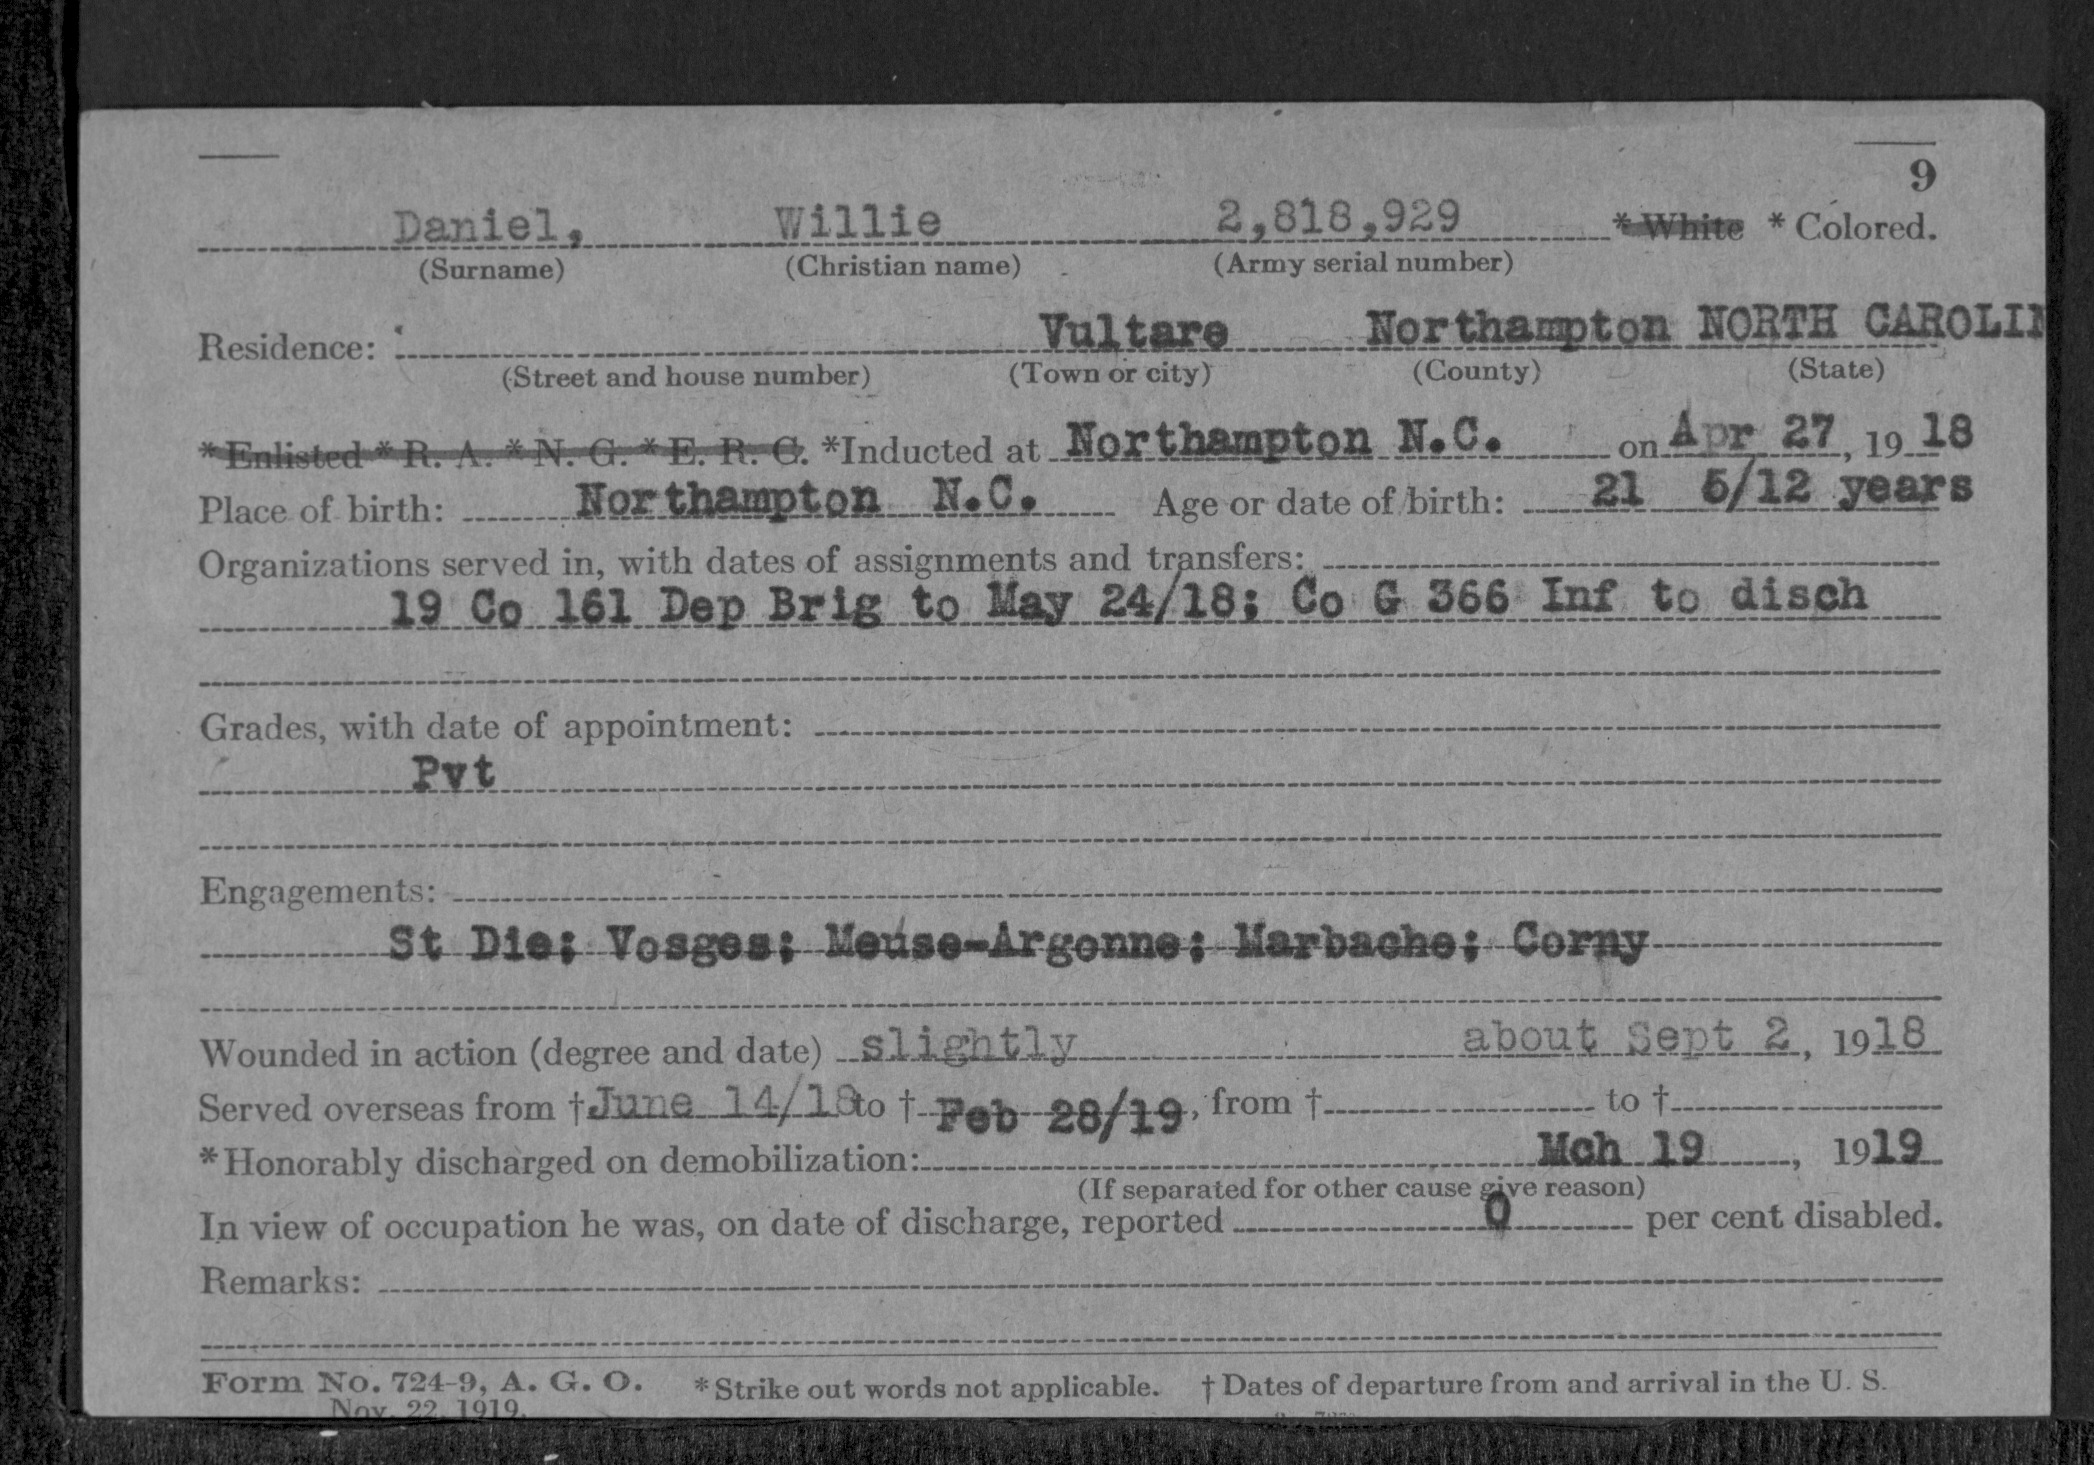 9
Daniel, Willie 2,818,929 * White * Colored.
(Surname) (Christian name) (Army serial number)
Residence: Vultare Northampton NORTH CAROLIN
(Street and house number) (Town or city) (County) (State)
* Enlisted * R. A. * N. G. * E. R. C. *Inducted at Northampton N.C. on Apr 27, 1918
Place of birth: Northampton N.C. Age or date of birth: 21 5/12 years
Organizations served in, with dates of assignments and transfers:
19 Co 161 Dep Brig to May 24/18; Co G 366 Inf to disch
Grades, with date of appointment:
Pvt
Engagements:
St Die; Vosges; Meuse-Argonne; Marbache; Corny
Wounded in action (degree and date) slightly about Sept 2, 1918
Served overseas from † June 14/18 to † Feb 28/19, from † to †
* Honorably discharged on demobilization: Mch 19, 1919
(If separated for other cause give reason)
In view of occupation he was, on date of discharge, reported 0 per cent disabled.
Remarks:
Form No. 724-9, A. G. O. * Strike out words not applicable. † Dates of departure from and arrival in the U. S.
Nov. 22, 1919.